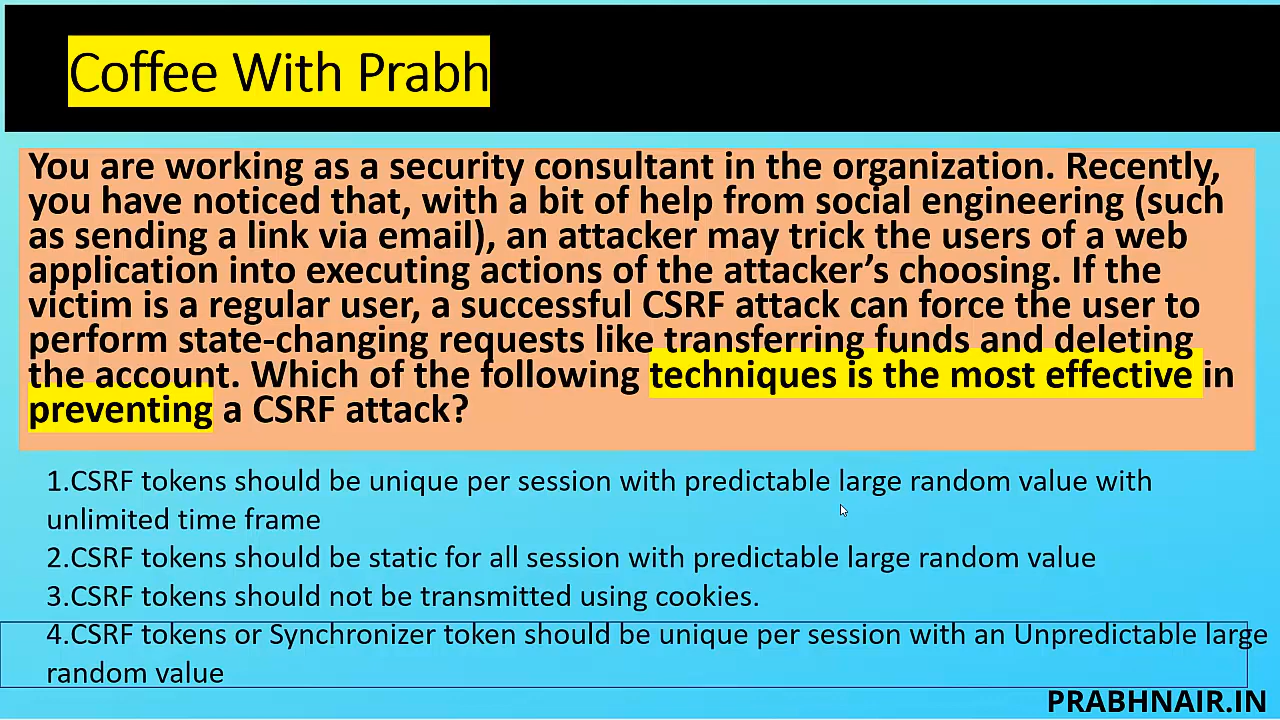 Coffee With Prabh
You are working as a security consultant in the organization. Recently,
you have noticed that, with a bit of help from social engineering (such
as sending a link via email), an attacker may trick the users of a web
application into executing actions of the attacker’s choosing. If the
victim is a regular user, a successful CSRF attack can force the user to
perform state-changing requests like transferring funds and deleting
the account. Which of the following techniques is the most effective in
preventing a CSRF attack?
1.CSRF tokens should be unique per session with predictable large random value with
unlimited time frame
2.CSRF tokens should be static for all session with predictable large random value
3.CSRF tokens should not be transmitted using cookies.
4.CSRF tokens or Synchronizer token should be unique per session with an Unpredictable large
random value
PRABHNAIR.IN